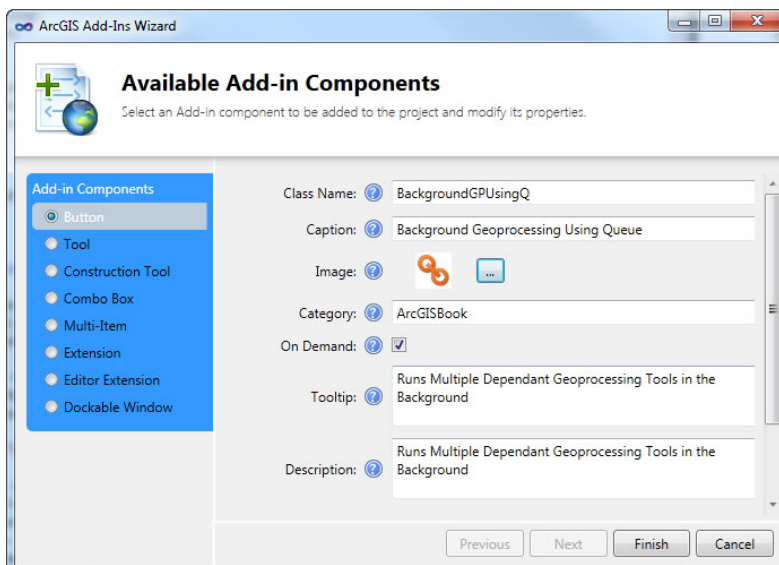 ArcGIS Add-Ins Wizard
Available Add-in Components
Select an Add-in component to be added to the project and modify its properties.
Add-in Components
Button
Tool
Construction Tool
Combo Box
Multi-Item
Extension
Editor Extension
Dockable Window
Class Name: ? BackgroundGPUsingQ
Caption: ? Background Geoprocessing Using Queue
Image: ? ...
Category: ? ArcGISBook
On Demand: ?
Tooltip: ? Runs Multiple Dependant Geoprocessing Tools in the
Background
Description: ? Runs Multiple Dependant Geoprocessing Tools in the
Background
Previous Next Finish Cancel